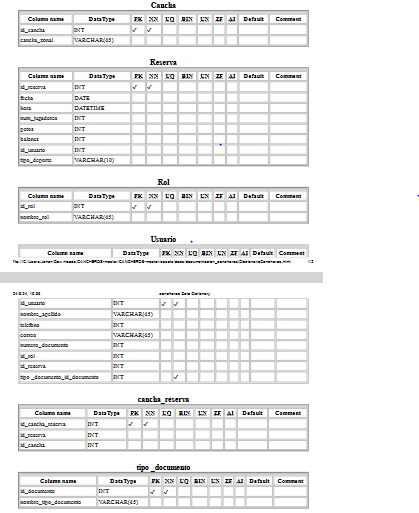 Cancha
Column name DataType PK NN UQ BIN UN ZF AI Default Comment
id_cancha INT ✓ ✓
cancha_zonal VARCHAR(45)
Reserva
Column name DataType PK NN UQ BIN UN ZF AI Default Comment
id_reserva INT ✓ ✓
fecha DATE
hora DATETIME
num_jugadores INT
petos INT
balones INT
id_usuario INT
tipo_deporte VARCHAR(10)
Rol
Column name DataType PK NN UQ BIN UN ZF AI Default Comment
id_rol INT ✓ ✓
nombre_rol VARCHAR(45)
Usuario
Column name DataType PK NN UQ BIN UN ZF AI Default Comment
1/2
cancheros Data Dictionary
id_usuario INT ✓ ✓
nombre_apellido VARCHAR(45)
telefono INT
correo VARCHAR(45)
numero_documento INT
id_rol INT
id_reserva INT
tipo_documento_id_documento INT ✓
cancha_reserva
Column name DataType PK NN UQ BIN UN ZF AI Default Comment
id_cancha_reserva INT ✓ ✓
id_reserva INT
id_cancha INT
tipo_documento
Column name DataType PK NN UQ BIN UN ZF AI Default Comment
id_documento INT ✓ ✓
nombre_tipo_documento VARCHAR(45)